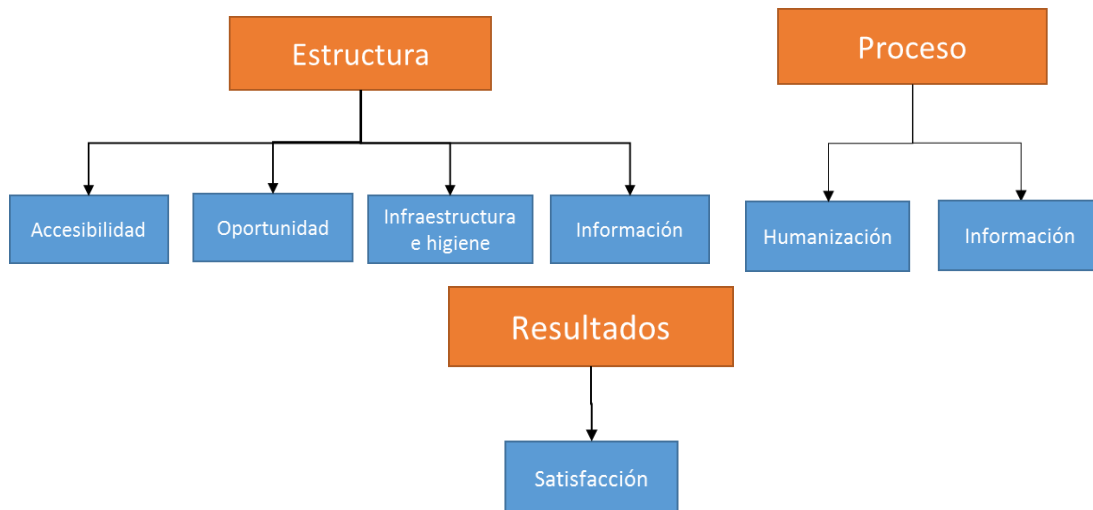 Estructura
Proceso
Accesibilidad
Oportunidad
Infraestructura
e higiene
Información
Humanización
Información
Resultados
Satisfacción